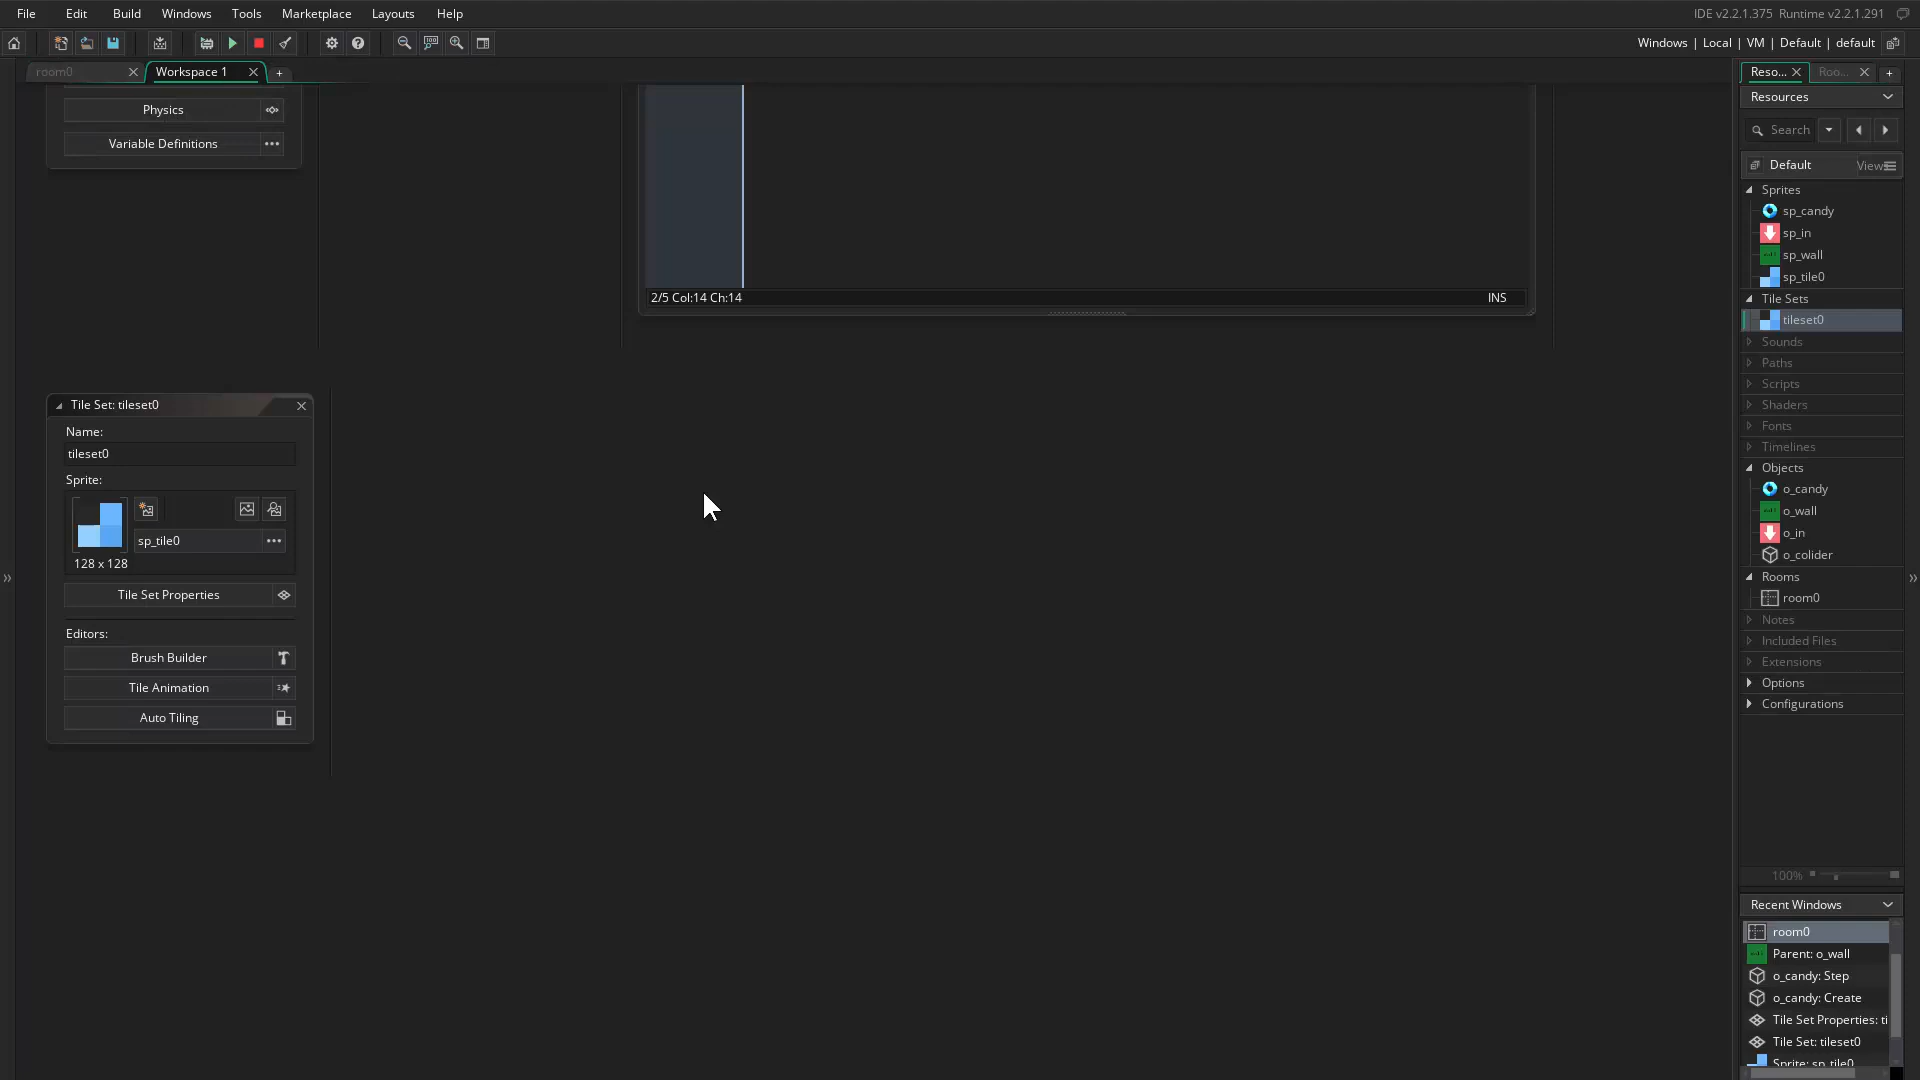 File Edit Build Windows Tools Marketplace Layouts Help
IDE v2.2.1.375 Runtime v2.2.1.291
Windows | Local | VM | Default | default
room0
Workspace 1
Reso...
Roo...
Resources
Search
Default
View
Physics
Variable Definitions
2/5 Col:14 Ch:14
INS
Tile Set: tileset0
Name:
tileset0
Sprite:
sp_tile0
128 x 128
Tile Set Properties
Editors:
Brush Builder
Tile Animation
Auto Tiling
Sprites
sp_candy
sp_in
sp_wall
sp_tile0
Tile Sets
tileset0
Sounds
Paths
Scripts
Shaders
Fonts
Timelines
Objects
o_candy
o_wall
o_in
o_colider
Rooms
room0
Notes
Included Files
Extensions
Options
Configurations
100%
Recent Windows
room0
Parent: o_wall
o_candy: Step
o_candy: Create
Tile Set Properties: ti
Tile Set: tileset0
Sprite: sp_tile0